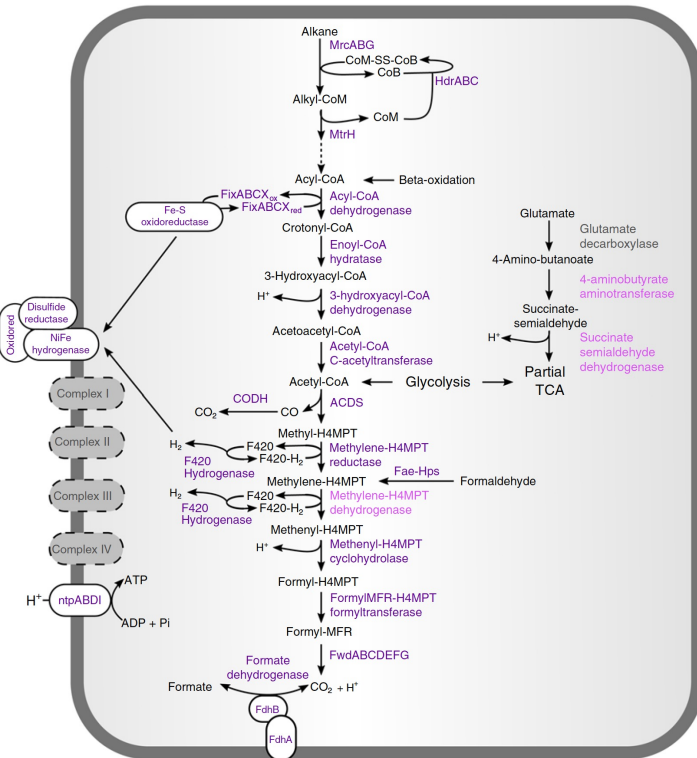 Alkane
MrcABG
CoM-SS-CoB
CoB
HdrABC
Alkyl-CoM
CoM
MtrH
Acyl-CoA
Beta-oxidation
FixABCXox
FixABCXred
Acyl-CoA
dehydrogenase
Fe-S
oxidoreductase
Crotonyl-CoA
Enoyl-CoA
hydratase
3-Hydroxyacyl-CoA
H+
3-hydroxyacyl-CoA
dehydrogenase
Acetoacetyl-CoA
Acetyl-CoA
C-acetyltransferase
Acetyl-CoA
Glycolysis
Glutamate
Glutamate
decarboxylase
4-Amino-butanoate
4-aminobutyrate
aminotransferase
Succinate-
semialdehyde
H+
Succinate
semialdehyde
dehydrogenase
Partial
TCA
Oxidored
Disulfide
reductase
NiFe
hydrogenase
Complex I
Complex II
Complex III
Complex IV
CODH
CO2
CO
ACDS
Methyl-H4MPT
H2
F420
F420-H2
F420
Hydrogenase
Methylene-H4MPT
reductase
Methylene-H4MPT
Fae-Hps
Formaldehyde
H2
F420
F420-H2
F420
Hydrogenase
Methylene-H4MPT
dehydrogenase
Methenyl-H4MPT
H+
Methenyl-H4MPT
cyclohydrolase
Formyl-H4MPT
FormylMFR-H4MPT
formyltransferase
Formyl-MFR
FwdABCDEFG
H+
ntpABDI
ATP
ADP + Pi
Formate
dehydrogenase
Formate
CO2 + H+
FdhB
FdhA